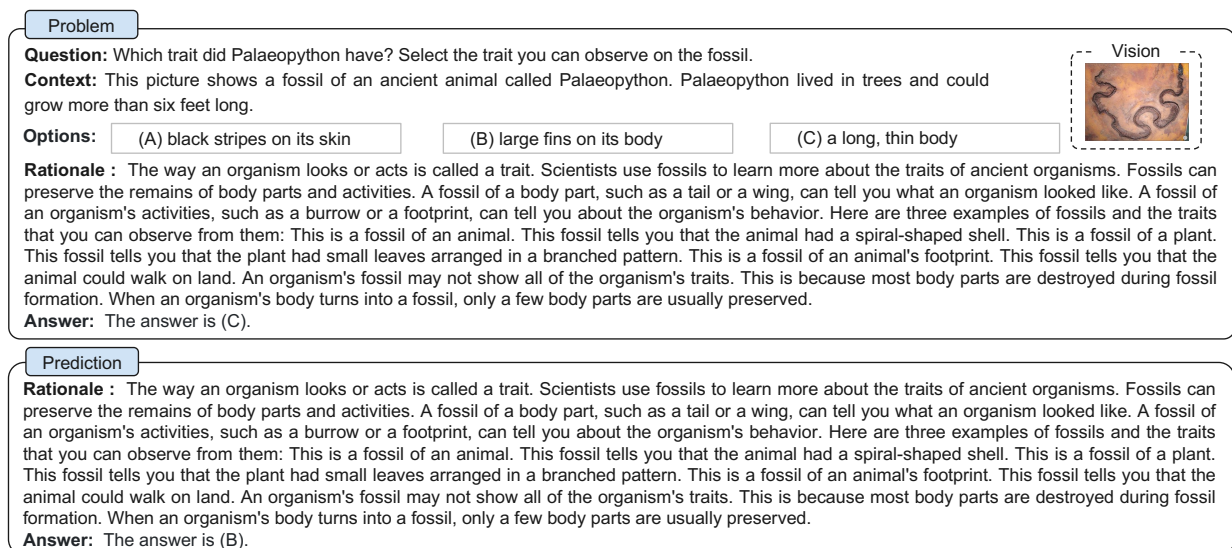 Problem
Question: Which trait did Palaeopython have? Select the trait you can observe on the fossil.
Vision
Context: This picture shows a fossil of an ancient animal called Palaeopython. Palaeopython lived in trees and could
grow more than six feet long.
Options: (A) black stripes on its skin (B) large fins on its body (C) a long, thin body
Rationale : The way an organism looks or acts is called a trait. Scientists use fossils to learn more about the traits of ancient organisms. Fossils can
preserve the remains of body parts and activities. A fossil of a body part, such as a tail or a wing, can tell you what an organism looked like. A fossil of
an organism's activities, such as a burrow or a footprint, can tell you about the organism's behavior. Here are three examples of fossils and the traits
that you can observe from them: This is a fossil of an animal. This fossil tells you that the animal had a spiral-shaped shell. This is a fossil of a plant.
This fossil tells you that the plant had small leaves arranged in a branched pattern. This is a fossil of an animal's footprint. This fossil tells you that the
animal could walk on land. An organism's fossil may not show all of the organism's traits. This is because most body parts are destroyed during fossil
formation. When an organism's body turns into a fossil, only a few body parts are usually preserved.
Answer: The answer is (C).
Prediction
Rationale : The way an organism looks or acts is called a trait. Scientists use fossils to learn more about the traits of ancient organisms. Fossils can
preserve the remains of body parts and activities. A fossil of a body part, such as a tail or a wing, can tell you what an organism looked like. A fossil of
an organism's activities, such as a burrow or a footprint, can tell you about the organism's behavior. Here are three examples of fossils and the traits
that you can observe from them: This is a fossil of an animal. This fossil tells you that the animal had a spiral-shaped shell. This is a fossil of a plant.
This fossil tells you that the plant had small leaves arranged in a branched pattern. This is a fossil of an animal's footprint. This fossil tells you that the
animal could walk on land. An organism's fossil may not show all of the organism's traits. This is because most body parts are destroyed during fossil
formation. When an organism's body turns into a fossil, only a few body parts are usually preserved.
Answer: The answer is (B).